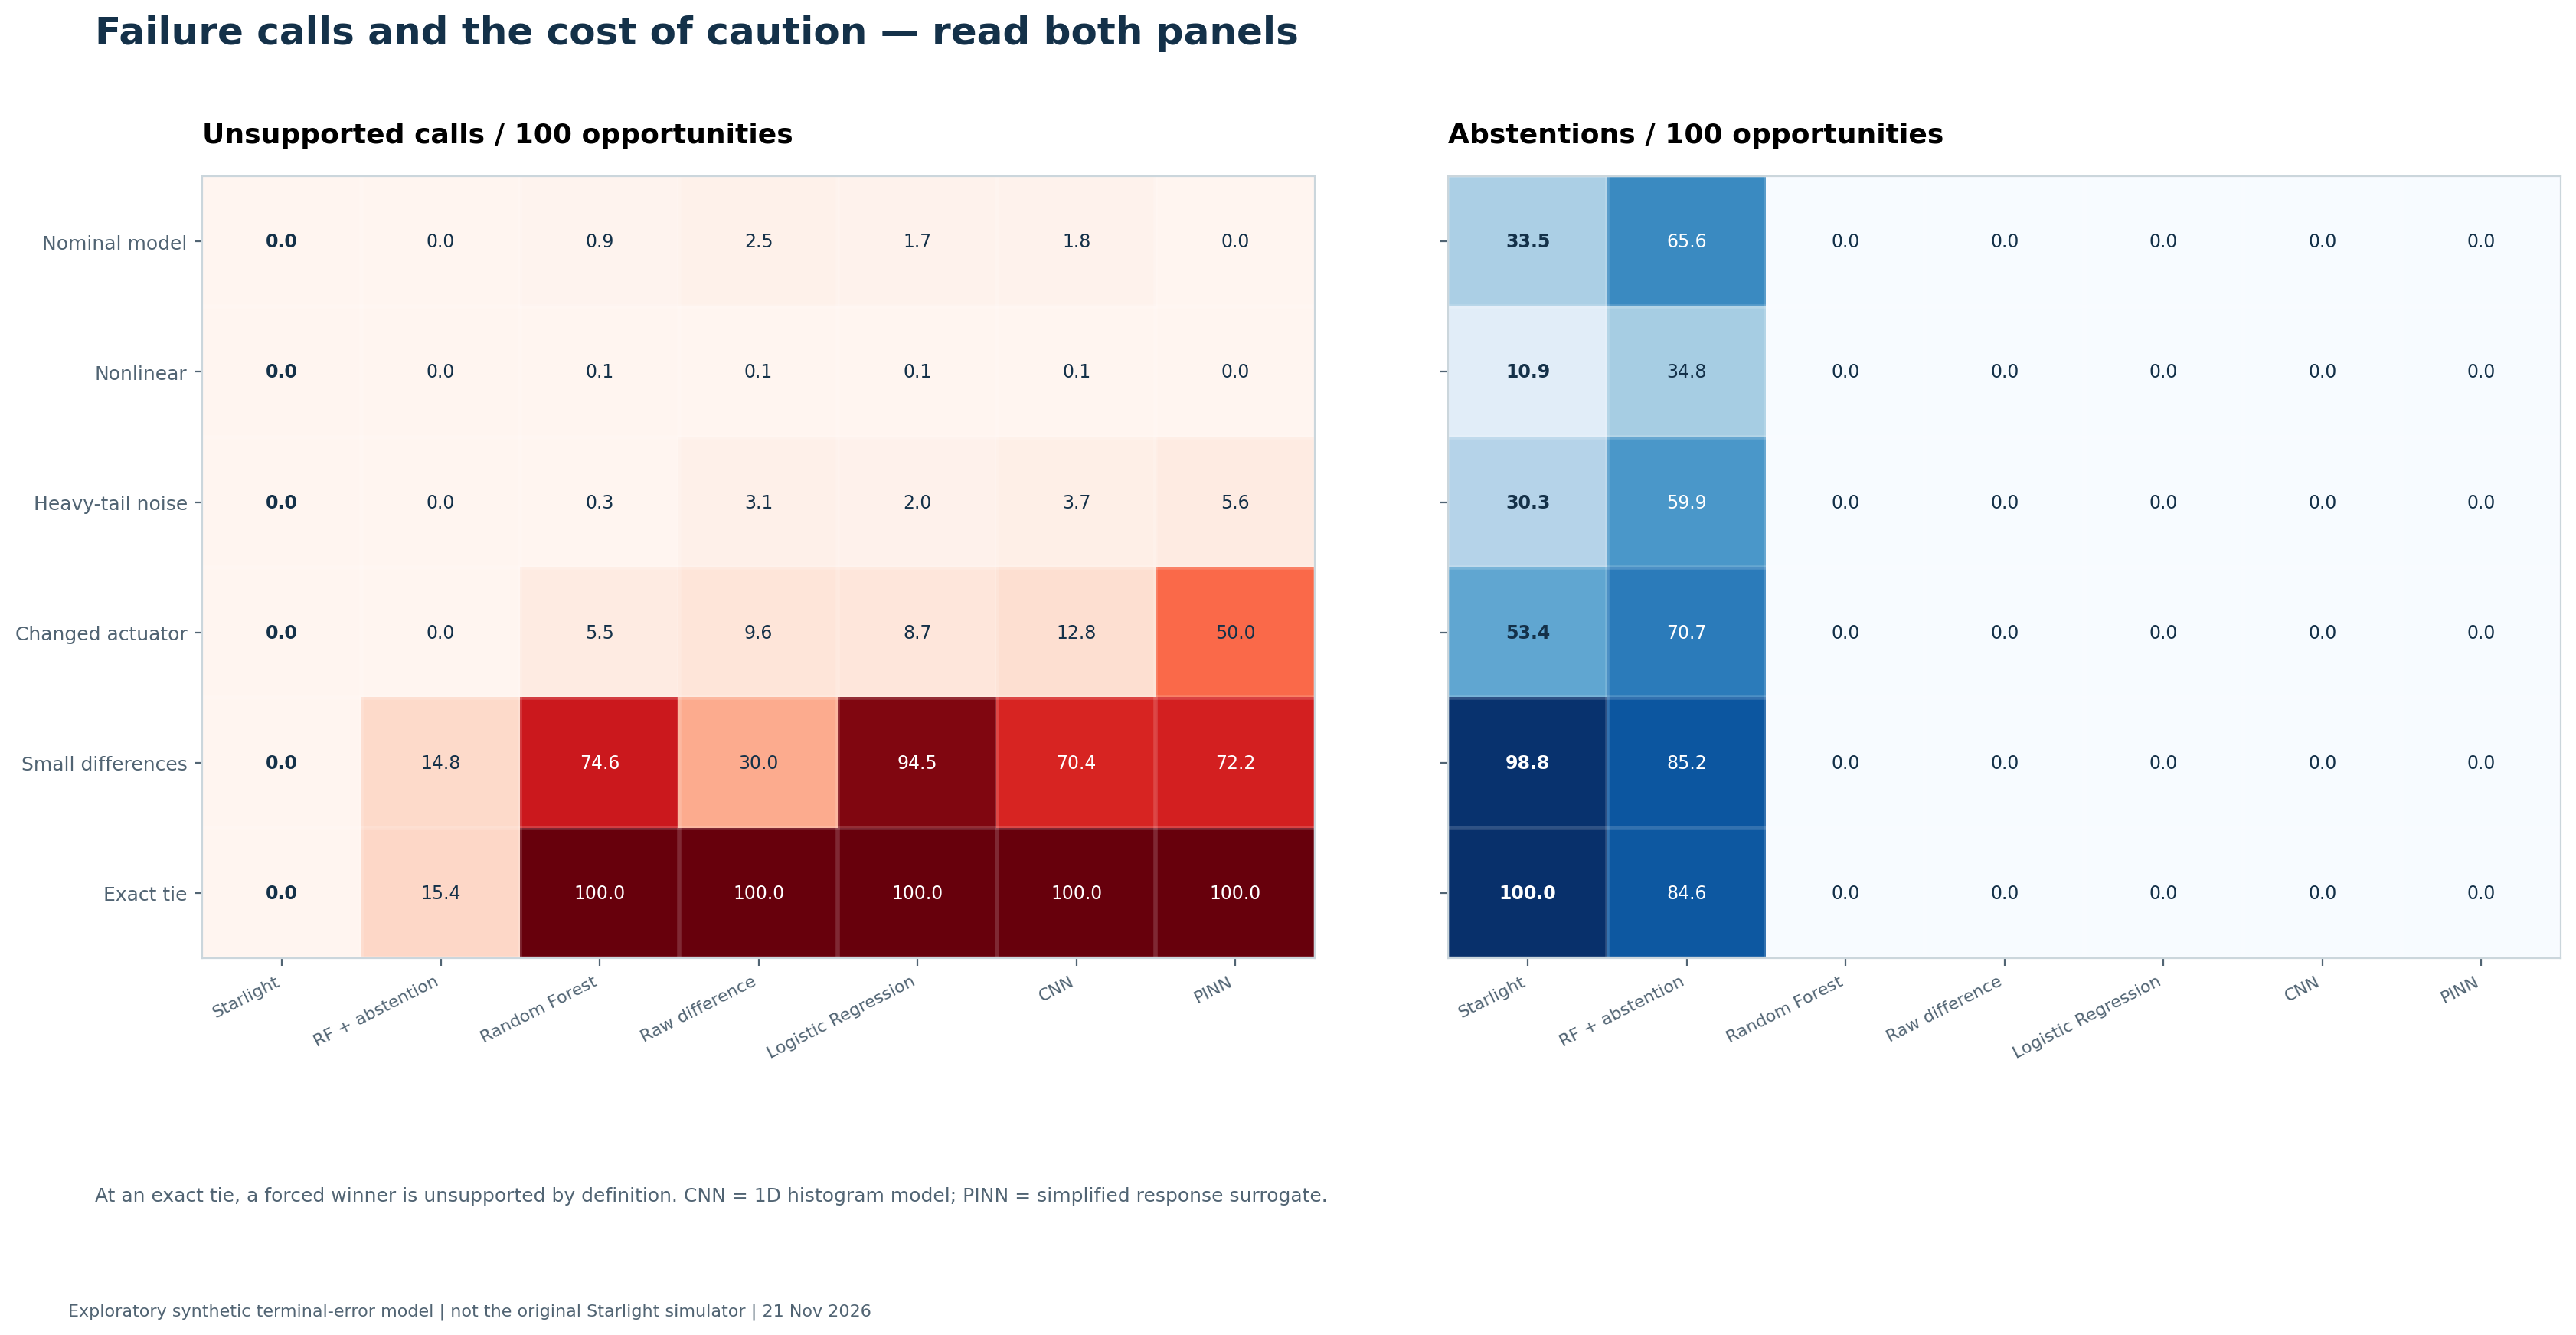 Failure calls and the cost of caution — read both panels
Unsupported calls / 100 opportunities
Nominal model 0.0 0.0 0.9 2.5 1.7 1.8 0.0
Nonlinear 0.0 0.0 0.1 0.1 0.1 0.1 0.0
Heavy-tail noise 0.0 0.0 0.3 3.1 2.0 3.7 5.6
Changed actuator 0.0 0.0 5.5 9.6 8.7 12.8 50.0
Small differences 0.0 14.8 74.6 30.0 94.5 70.4 72.2
Exact tie 0.0 15.4 100.0 100.0 100.0 100.0 100.0
Starlight RF + abstention Random Forest Raw difference Logistic Regression CNN PINN
Abstentions / 100 opportunities
33.5 65.6 0.0 0.0 0.0 0.0 0.0
10.9 34.8 0.0 0.0 0.0 0.0 0.0
30.3 59.9 0.0 0.0 0.0 0.0 0.0
53.4 70.7 0.0 0.0 0.0 0.0 0.0
98.8 85.2 0.0 0.0 0.0 0.0 0.0
100.0 84.6 0.0 0.0 0.0 0.0 0.0
Starlight RF + abstention Random Forest Raw difference Logistic Regression CNN PINN
At an exact tie, a forced winner is unsupported by definition. CNN = 1D histogram model; PINN = simplified response surrogate.
Exploratory synthetic terminal-error model | not the original Starlight simulator | 21 Nov 2026